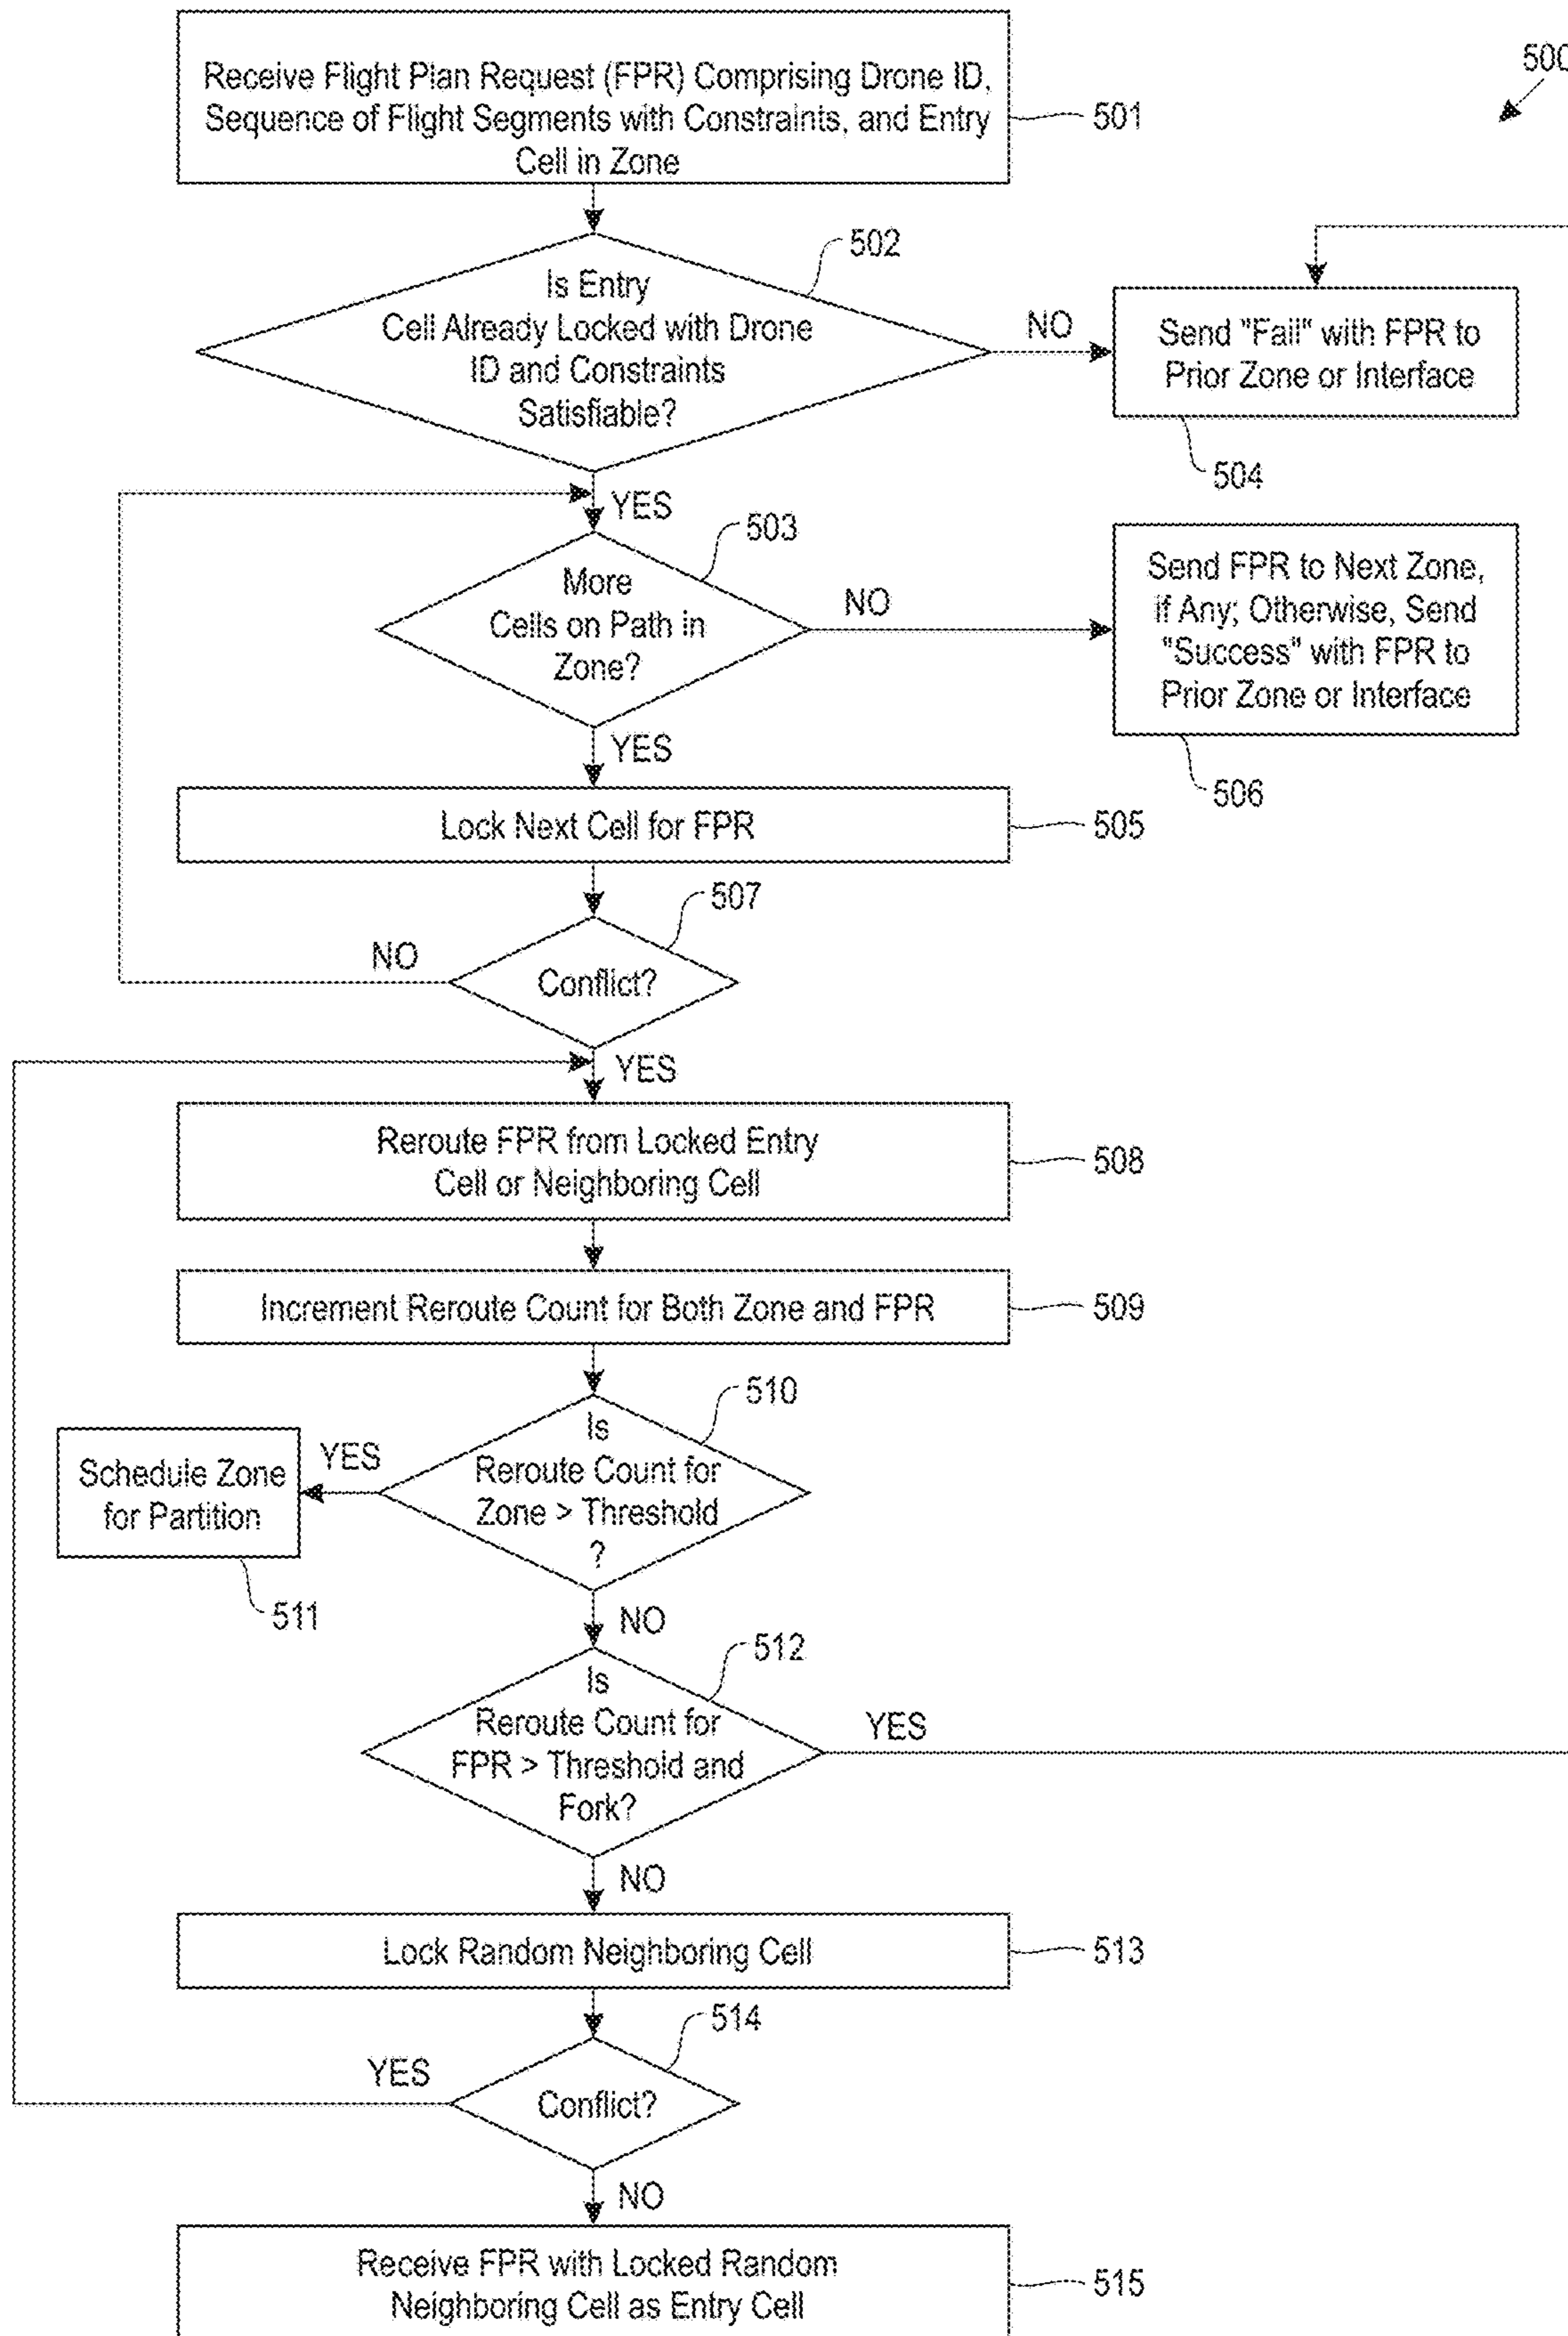 500
Receive Flight Plan Request (FPR) Comprising Drone ID,
Sequence of Flight Segments with Constraints, and Entry
Cell in Zone
501
502
Is Entry
Cell Already Locked with Drone
ID and Constraints
Satisfiable?
NO
Send "Fail" with FPR to
Prior Zone or Interface
504
YES
503
More
Cells on Path in
Zone?
NO
Send FPR to Next Zone,
if Any; Otherwise, Send
"Success" with FPR to
Prior Zone or Interface
506
YES
Lock Next Cell for FPR
505
507
NO
Conflict?
YES
Reroute FPR from Locked Entry
Cell or Neighboring Cell
508
Increment Reroute Count for Both Zone and FPR
509
510
Is
Reroute Count for
Zone > Threshold
?
YES
Schedule Zone
for Partition
511
NO
512
Is
Reroute Count for
FPR > Threshold and
Fork?
YES
NO
Lock Random Neighboring Cell
513
514
YES
Conflict?
NO
Receive FPR with Locked Random
Neighboring Cell as Entry Cell
515